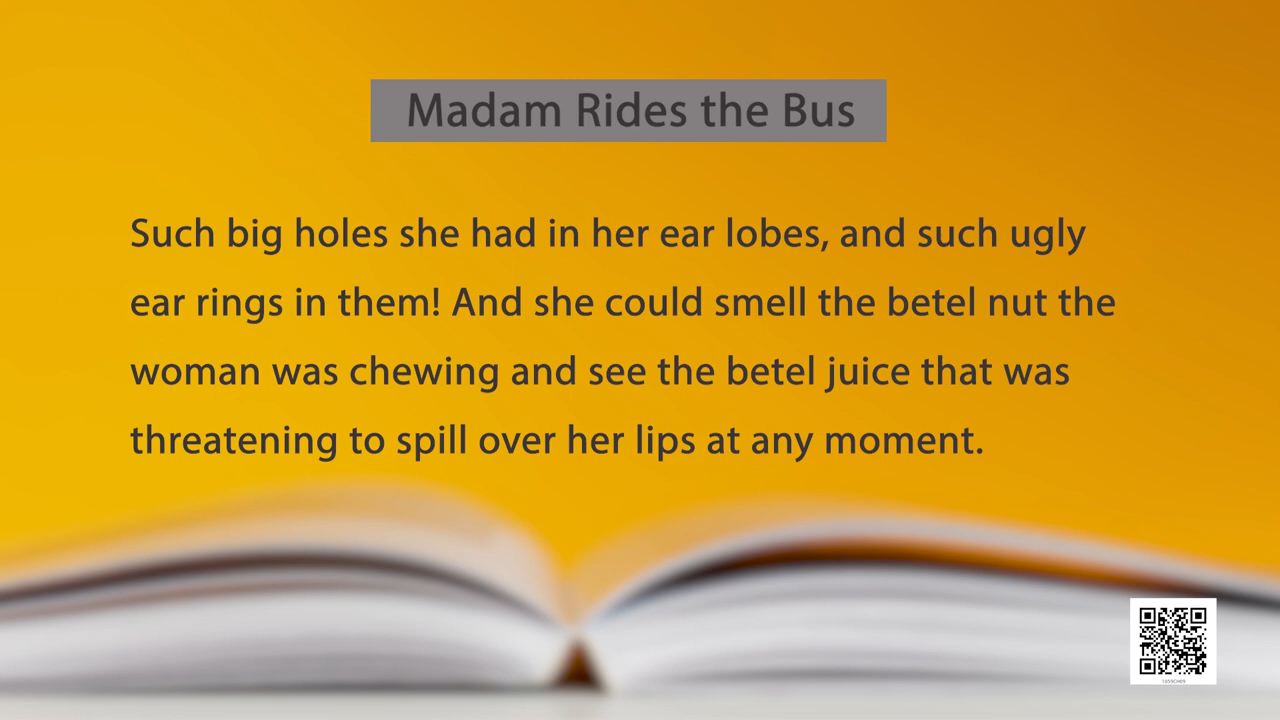 Madam Rides the Bus
Such big holes she had in her ear lobes, and such ugly
ear rings in them! And she could smell the betel nut the
woman was chewing and see the betel juice that was
threatening to spill over her lips at any moment.
1059CH09